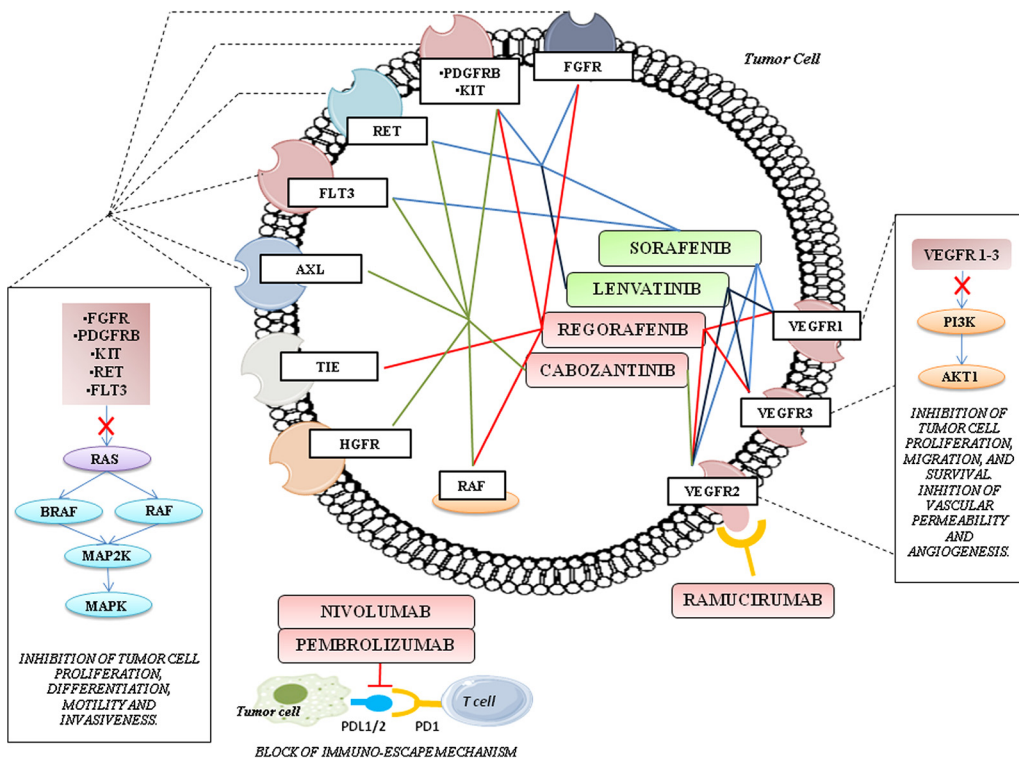 Tumor Cell
•PDGFRB
•KIT
FGFR
RET
FLT3
AXL
TIE
HGFR
RAF
SORAFENIB
LENVATINIB
REGORAFENIB
CABOZANTINIB
VEGFR1
VEGFR3
VEGFR2
RAMUCIRUMAB
•FGFR
•PDGFRB
•KIT
•RET
•FLT3
RAS
BRAF
RAF
MAP2K
MAPK
INHIBITION OF TUMOR CELL
PROLIFERATION,
DIFFERENTIATION,
MOTILITY AND
INVASIVENESS.
VEGFR 1-3
PI3K
AKT1
INHIBITION OF
TUMOR CELL
PROLIFERATION,
MIGRATION, AND
SURVIVAL.
INHITION OF
VASCULAR
PERMEABILITY
AND
ANGIOGENESIS.
NIVOLUMAB
PEMBROLIZUMAB
Tumor cell
PDL1/2
PD1
T cell
BLOCK OF IMMUNO-ESCAPE MECHANISM